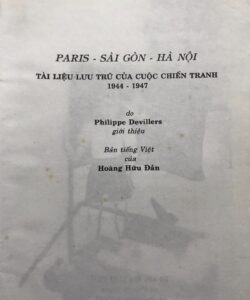 PARIS - SÀI GÒN - HÀ NỘI
TÀI LIỆU LƯU TRỮ CỦA CUỘC CHIẾN TRANH
1944 - 1947
do
Philippe Devillers
giới thiệu
Bản tiếng Việt
của
Hoàng Hữu Đản